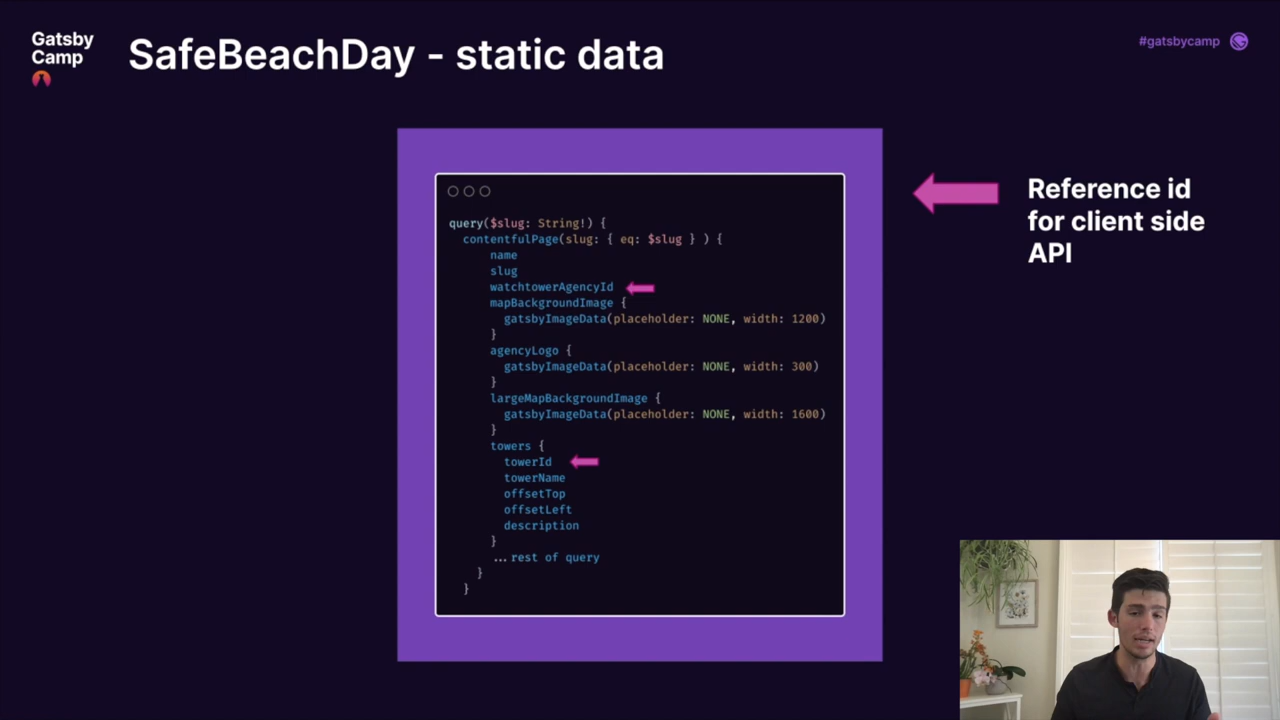 Gatsby
Camp
SafeBeachDay - static data
#gatsbycamp
Reference id
for client side
API
query($slug: String!) {
contentfulPage(slug: { eq: $slug } ) {
name
slug
watchtowerAgencyId
mapBackgroundImage {
gatsbyImageData(placeholder: NONE, width: 1200)
}
agencyLogo {
gatsbyImageData(placeholder: NONE, width: 300)
}
largeMapBackgroundImage {
gatsbyImageData(placeholder: NONE, width: 1600)
}
towers {
towerId
towerName
offsetTop
offsetLeft
description
}
...rest of query
}
}